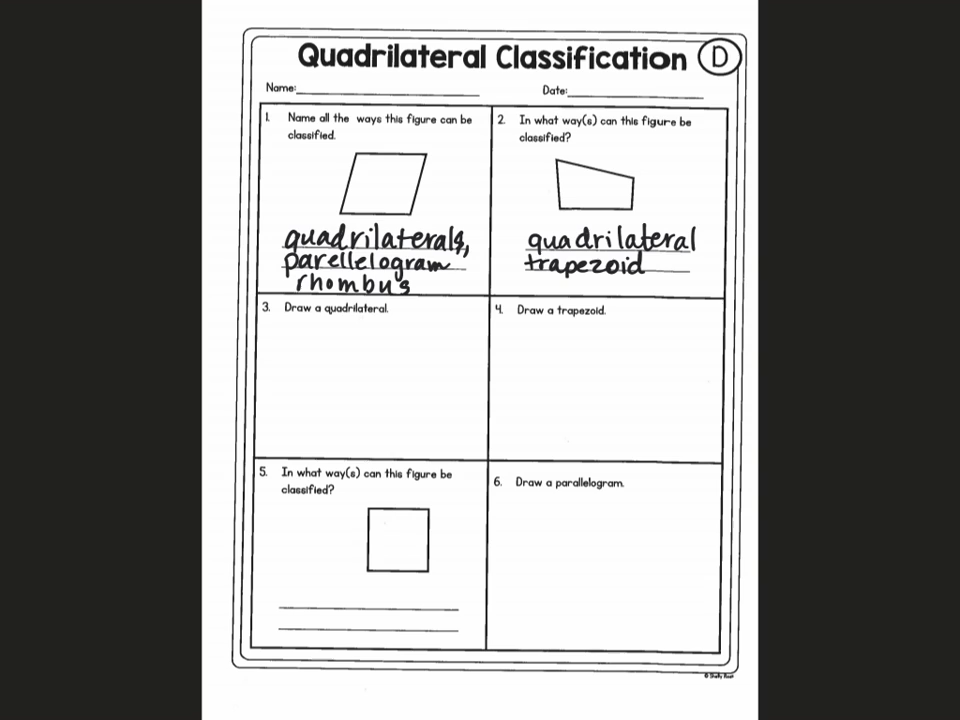 Quadrilateral Classification D
Name: Date:
1. Name all the ways this figure can be
classified.
quadrilaterals,
parellelogram
rhombus
2. In what way(s) can this figure be
classified?
quadrilateral
trapezoid
3. Draw a quadrilateral.
4. Draw a trapezoid.
5. In what way(s) can this figure be
classified?
6. Draw a parallelogram.